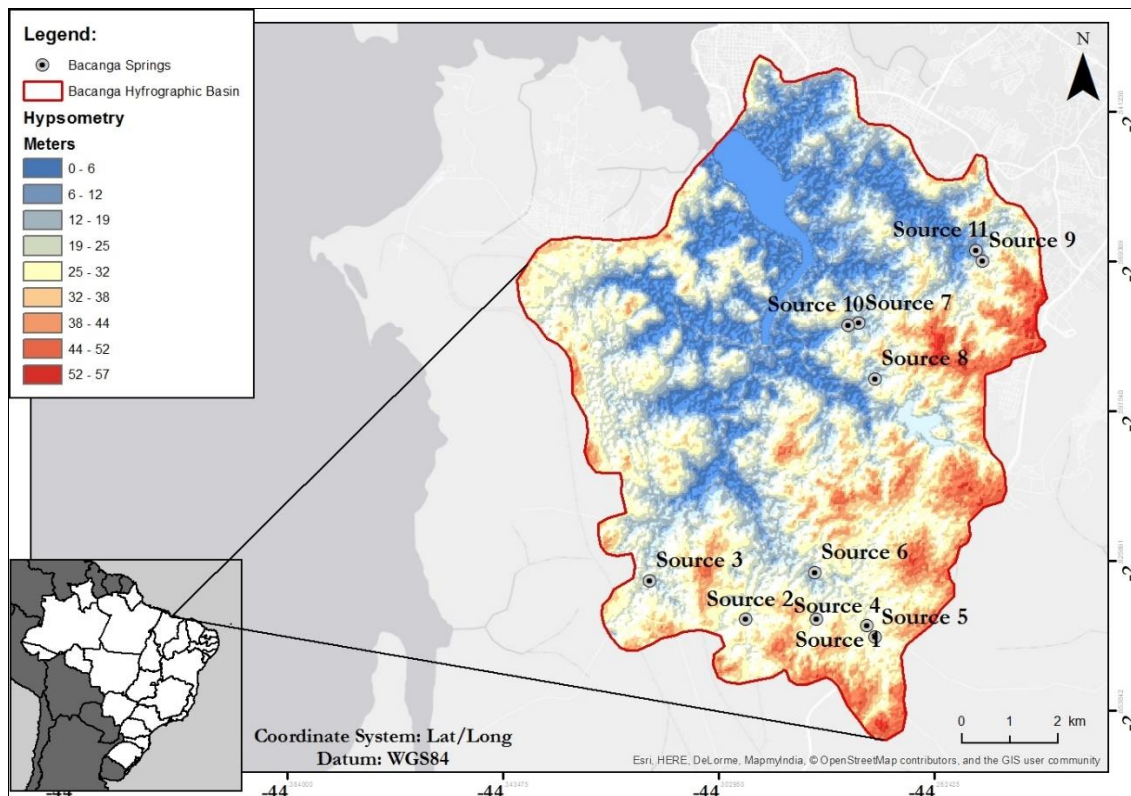 Legend:
Bacanga Springs
Bacanga Hyfrographic Basin
Hypsometry
Meters
0 - 6
6 - 12
12 - 19
19 - 25
25 - 32
32 - 38
38 - 44
44 - 52
52 - 57
N
Source 11
Source 9
Source 10
Source 7
Source 8
Source 3
Source 6
Source 2
Source 4
Source 5
Source 1
0 1 2 km
Coordinate System: Lat/Long
Datum: WGS84
Esri, HERE, DeLorme, MapmyIndia, © OpenStreetMap contributors, and the GIS user community
-44
-44
-44
-44
-44